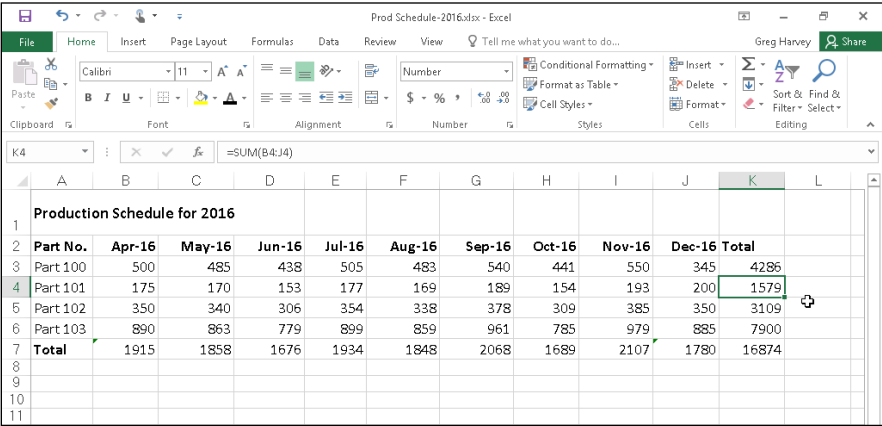 Prod Schedule-2016.xlsx - Excel
File Home Insert Page Layout Formulas Data Review View Tell me what you want to do... Greg Harvey Share
Calibri 11 A A Number Conditional Formatting Insert Σ
Paste Format as Table Delete A Z Sort & Find &
B I U A $ % , .00 Cell Styles Format Filter Select
Clipboard Font Alignment Number Styles Cells Editing
K4 fx =SUM(B4:J4)
A B C D E F G H I J K L
1 Production Schedule for 2016
2 Part No. Apr-16 May-16 Jun-16 Jul-16 Aug-16 Sep-16 Oct-16 Nov-16 Dec-16 Total
3 Part 100 500 485 438 505 483 540 441 550 345 4286
4 Part 101 175 170 153 177 169 189 154 193 200 1579
5 Part 102 350 340 306 354 338 378 309 385 350 3109
6 Part 103 890 863 779 899 859 961 785 979 885 7900
7 Total 1915 1858 1676 1934 1848 2068 1689 2107 1780 16874
8
9
10
11